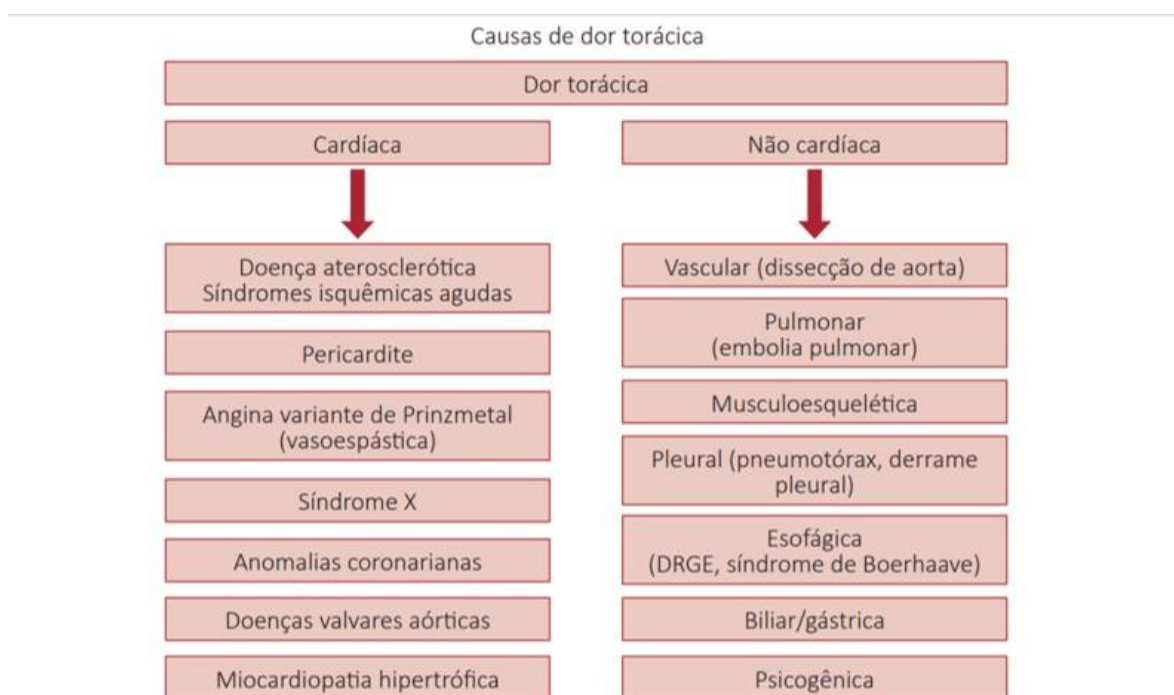 Causas de dor torácica
Dor torácica
Cardíaca
Doença aterosclerótica
Síndromes isquêmicas agudas
Pericardite
Angina variante de Prinzmetal
(vasoespástica)
Síndrome X
Anomalias coronarianas
Doenças valvares aórticas
Miocardiopatia hipertrófica
Não cardíaca
Vascular (dissecção de aorta)
Pulmonar
(embolia pulmonar)
Musculoesquelética
Pleural (pneumotórax, derrame
pleural)
Esofágica
(DRGE, síndrome de Boerhaave)
Biliar/gástrica
Psicogênica